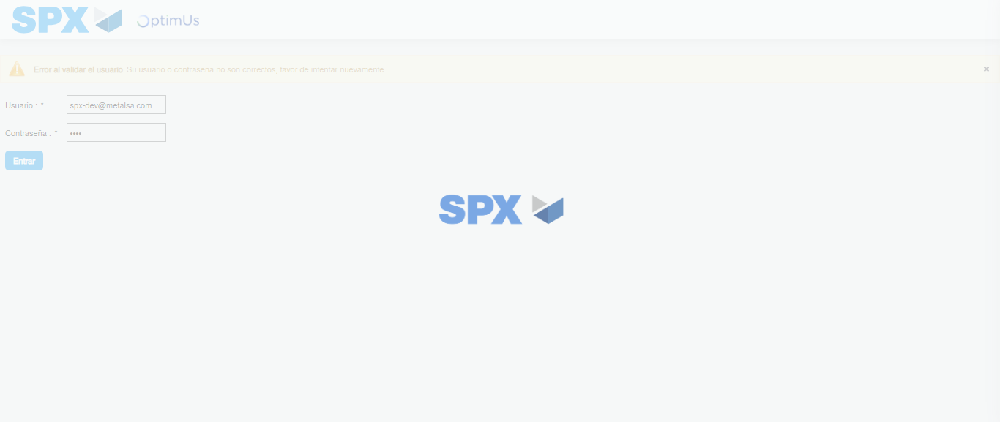 SPX OptimUs
Error al validar el usuario Su usuario o contraseña no son correctos, favor de intentar nuevamente
Usuario : * spx-dev@metalsa.com
Contraseña : * ••••
Entrar
SPX